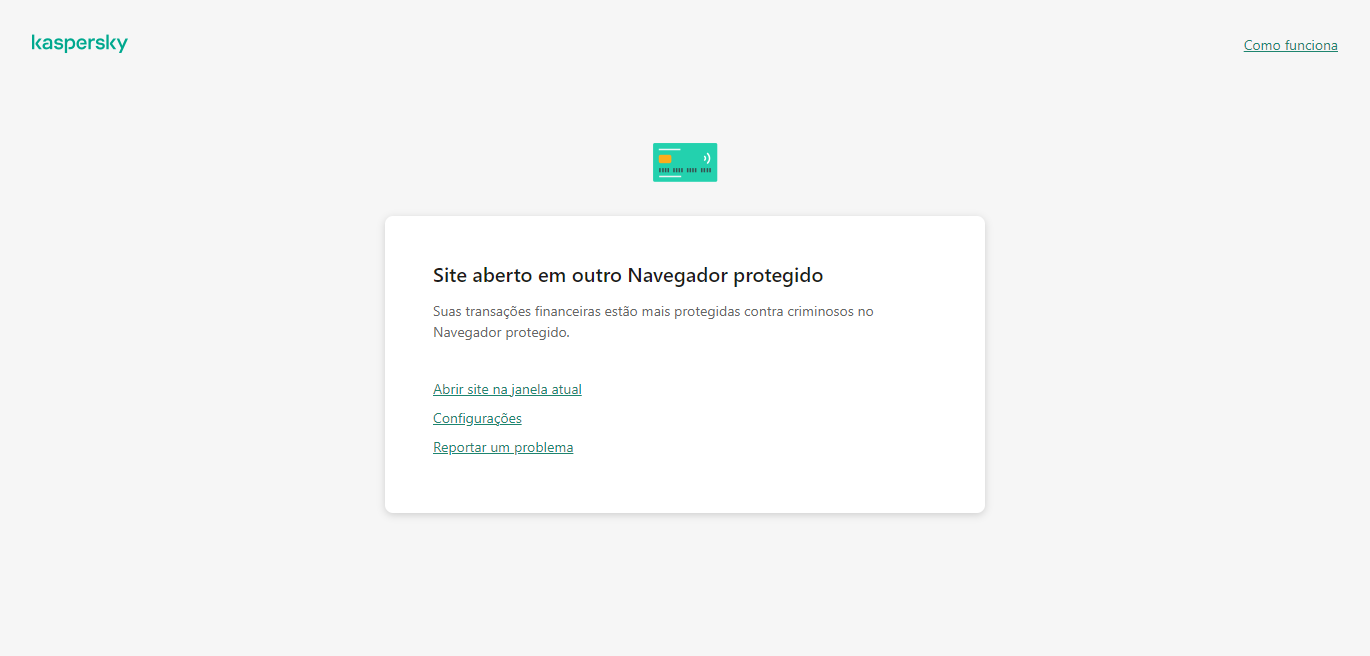 kaspersky
Como funciona
Site aberto em outro Navegador protegido
Suas transações financeiras estão mais protegidas contra criminosos no
Navegador protegido.
Abrir site na janela atual
Configurações
Reportar um problema